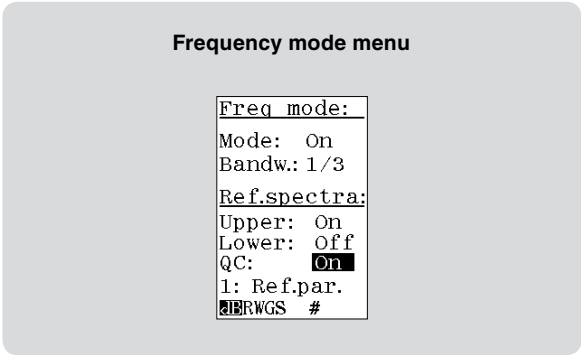 Frequency mode menu
Freq mode:
Mode: On
Bandw.: 1/3
Ref.spectra:
Upper: On
Lower: Off
QC: On
1: Ref.par.
dBRWGS #